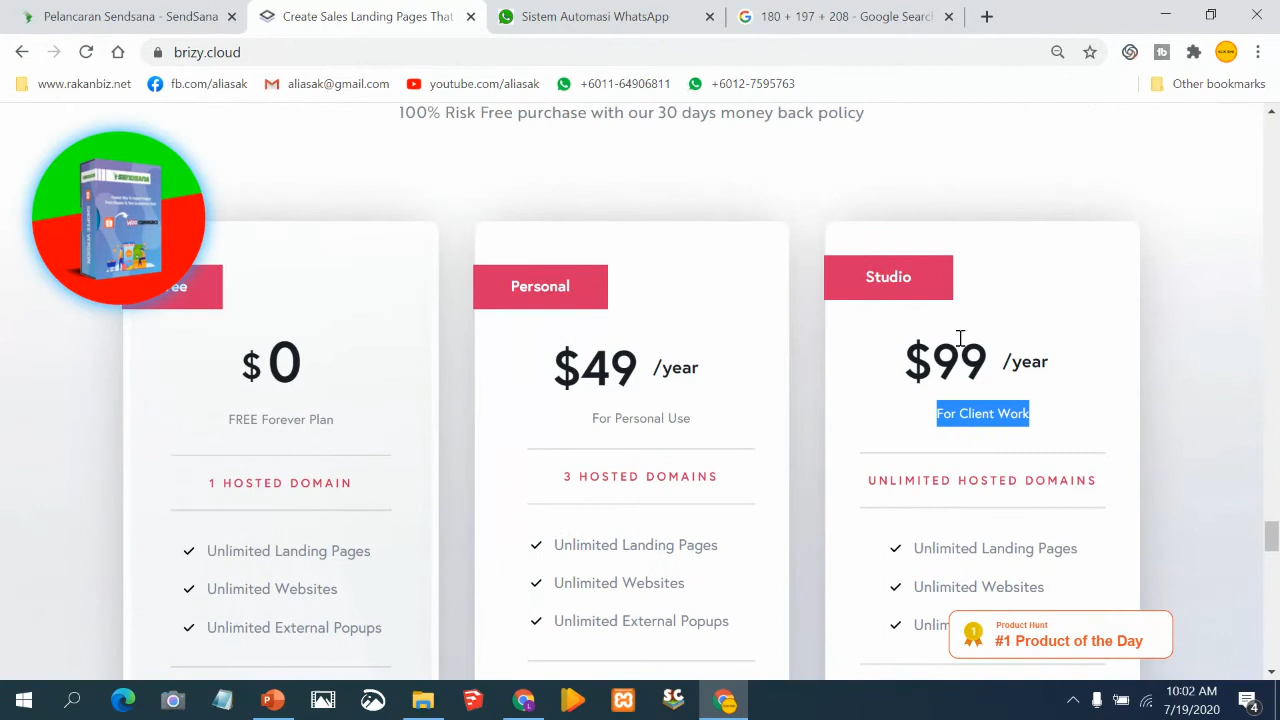 Pelancaran Sendsana - SendSana
Create Sales Landing Pages That
Sistem Automasi WhatsApp
180 + 197 + 208 - Google Search
brizy.cloud
www.rakanbiz.net
fb.com/aliasak
aliasak@gmail.com
youtube.com/aliasak
+6011-64906811
+6012-7595763
Other bookmarks
100% Risk Free purchase with our 30 days money back policy
SENDSANA
Free
$0
FREE Forever Plan
1 HOSTED DOMAIN
Unlimited Landing Pages
Unlimited Websites
Unlimited External Popups
Personal
$49 /year
For Personal Use
3 HOSTED DOMAINS
Unlimited Landing Pages
Unlimited Websites
Unlimited External Popups
Studio
$99 /year
For Client Work
UNLIMITED HOSTED DOMAINS
Unlimited Landing Pages
Unlimited Websites
1
Product Hunt
#1 Product of the Day
10:02 AM
7/19/2020
4